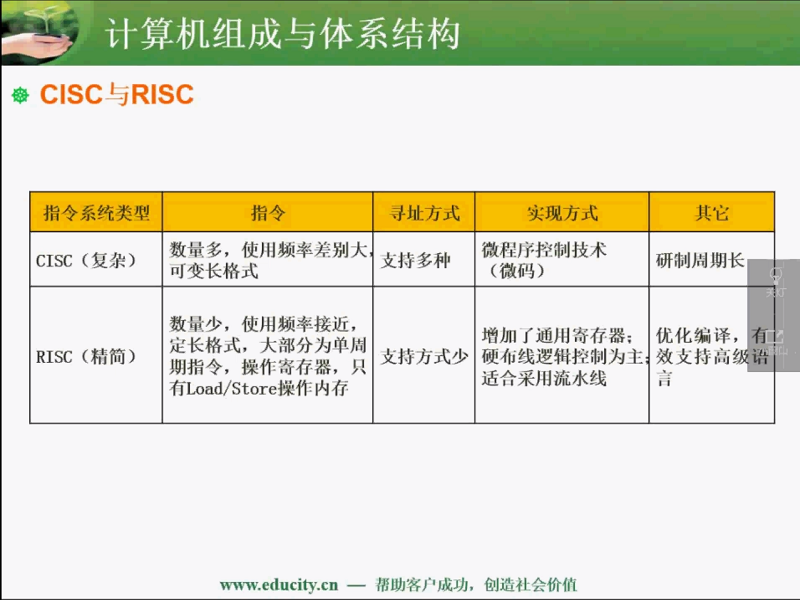 计算机组成与体系结构
CISC与RISC
指令系统类型 指令 寻址方式 实现方式 其它
CISC（复杂）
数量多，使用频率差别大，
可变长格式
支持多种
微程序控制技术
（微码）
研制周期长
RISC（精简）
数量少，使用频率接近，
定长格式，大部分为单周
期指令，操作寄存器，只
有Load/Store操作内存
支持方式少
增加了通用寄存器；
硬布线逻辑控制为主；
适合采用流水线
优化编译，有
效支持高级语
言
关灯
www.educity.cn — 帮助客户成功，创造社会价值